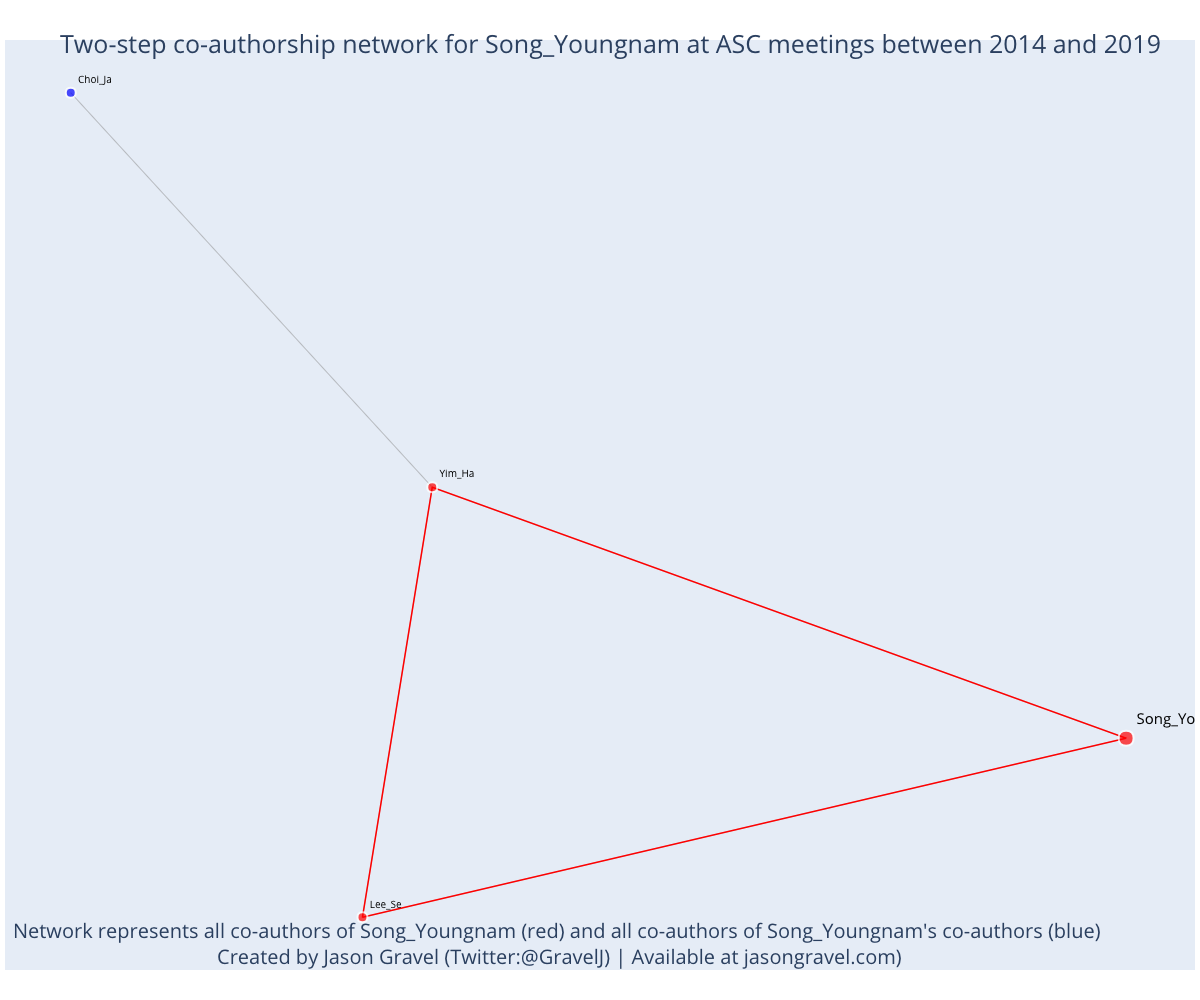 Two-step co-authorship network for Song_Youngnam at ASC meetings between 2014 and 2019
Choi_Ja
Yim_Ha
Song_Yo
Lee_Se
Network represents all co-authors of Song_Youngnam (red) and all co-authors of Song_Youngnam's co-authors (blue)
Created by Jason Gravel (Twitter:@GravelJ) | Available at jasongravel.com)